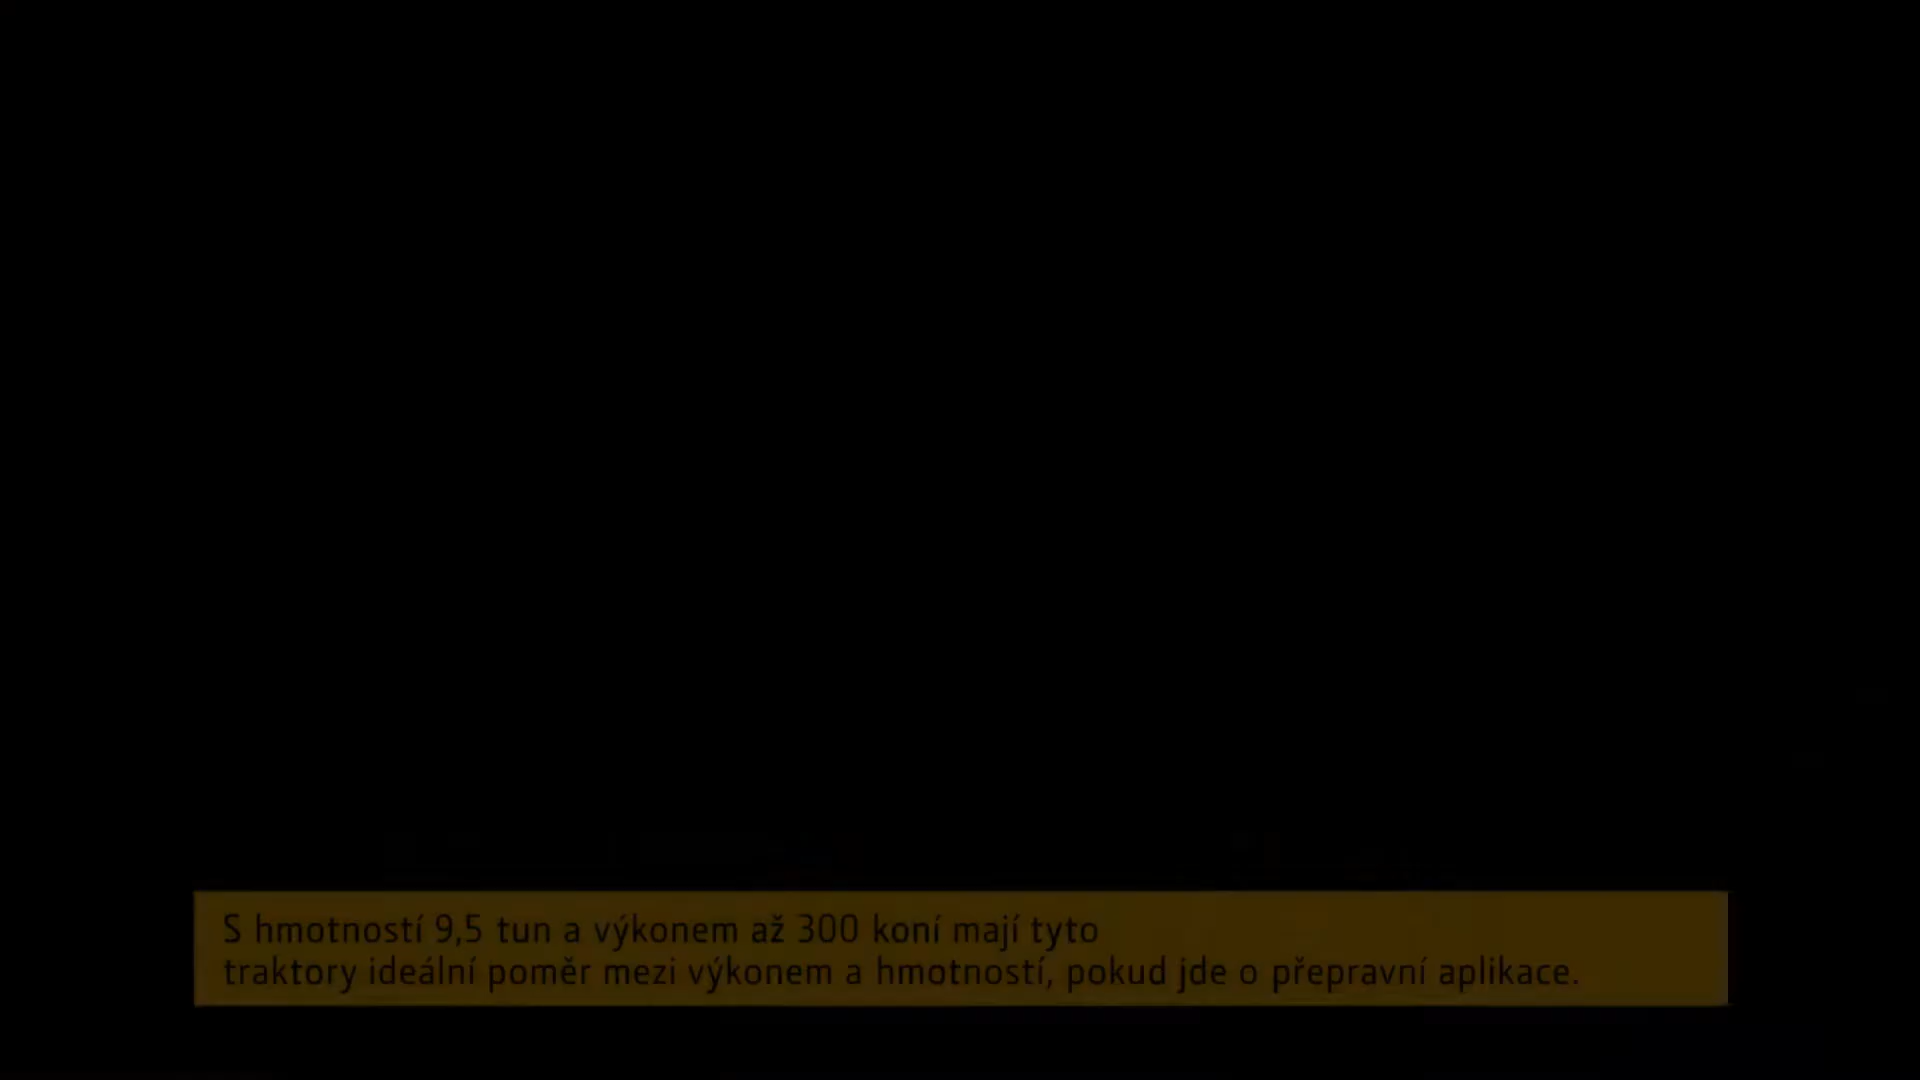 S hmotností 9,5 tun a výkonem až 300 koní mají tyto
traktory ideální poměr mezi výkonem a hmotností, pokud jde o přepravní aplikace.